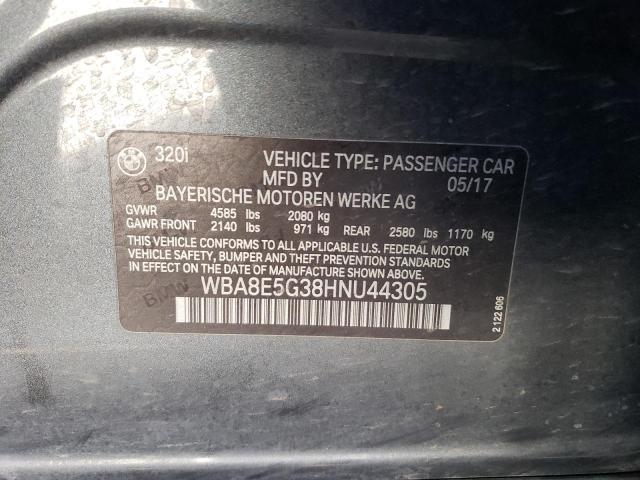 320i VEHICLE TYPE: PASSENGER CAR
MFD BY 05/17
BAYERISCHE MOTOREN WERKE AG
GVWR 4585 lbs 2080 kg
GAWR FRONT 2140 lbs 971 kg REAR 2580 lbs 1170 kg
THIS VEHICLE CONFORMS TO ALL APPLICABLE U.S. FEDERAL MOTOR
VEHICLE SAFETY, BUMPER AND THEFT PREVENTION STANDARDS
IN EFFECT ON THE DATE OF MANUFACTURE SHOWN ABOVE.
WBA8E5G38HNU44305
2 122 606